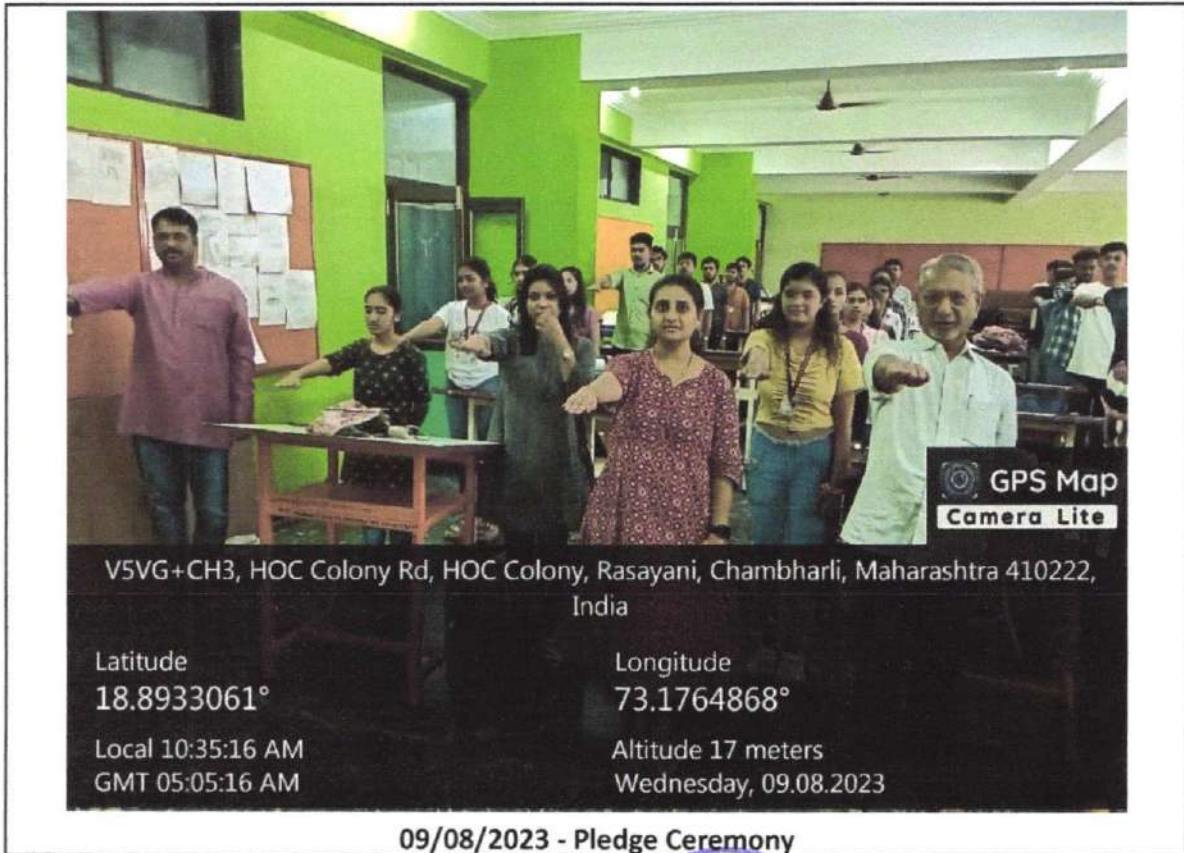 GPS Map
Camera Lite
V5VG+CH3, HOC Colony Rd, HOC Colony, Rasayani, Chambharli, Maharashtra 410222,
India
Latitude
18.8933061°
Longitude
73.1764868°
Local 10:35:16 AM
GMT 05:05:16 AM
Altitude 17 meters
Wednesday, 09.08.2023
09/08/2023 - Pledge Ceremony